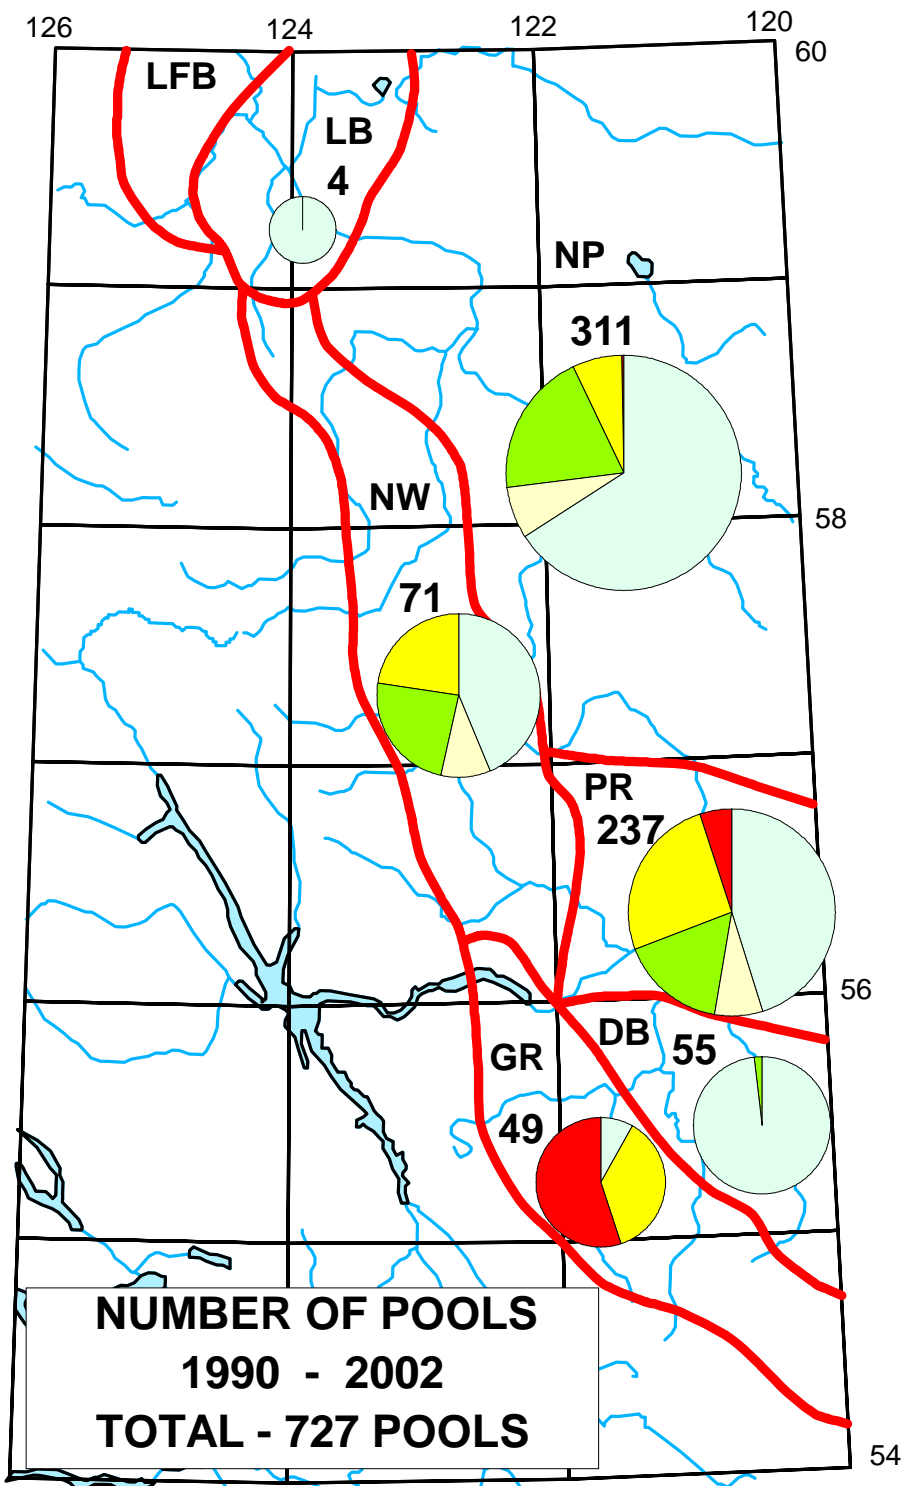 126 124 122 120
60
LFB
LB
4
NP
311
NW
58
71
PR
237
56
DB
55
GR
49
NUMBER OF POOLS
1990 - 2002
TOTAL - 727 POOLS
54